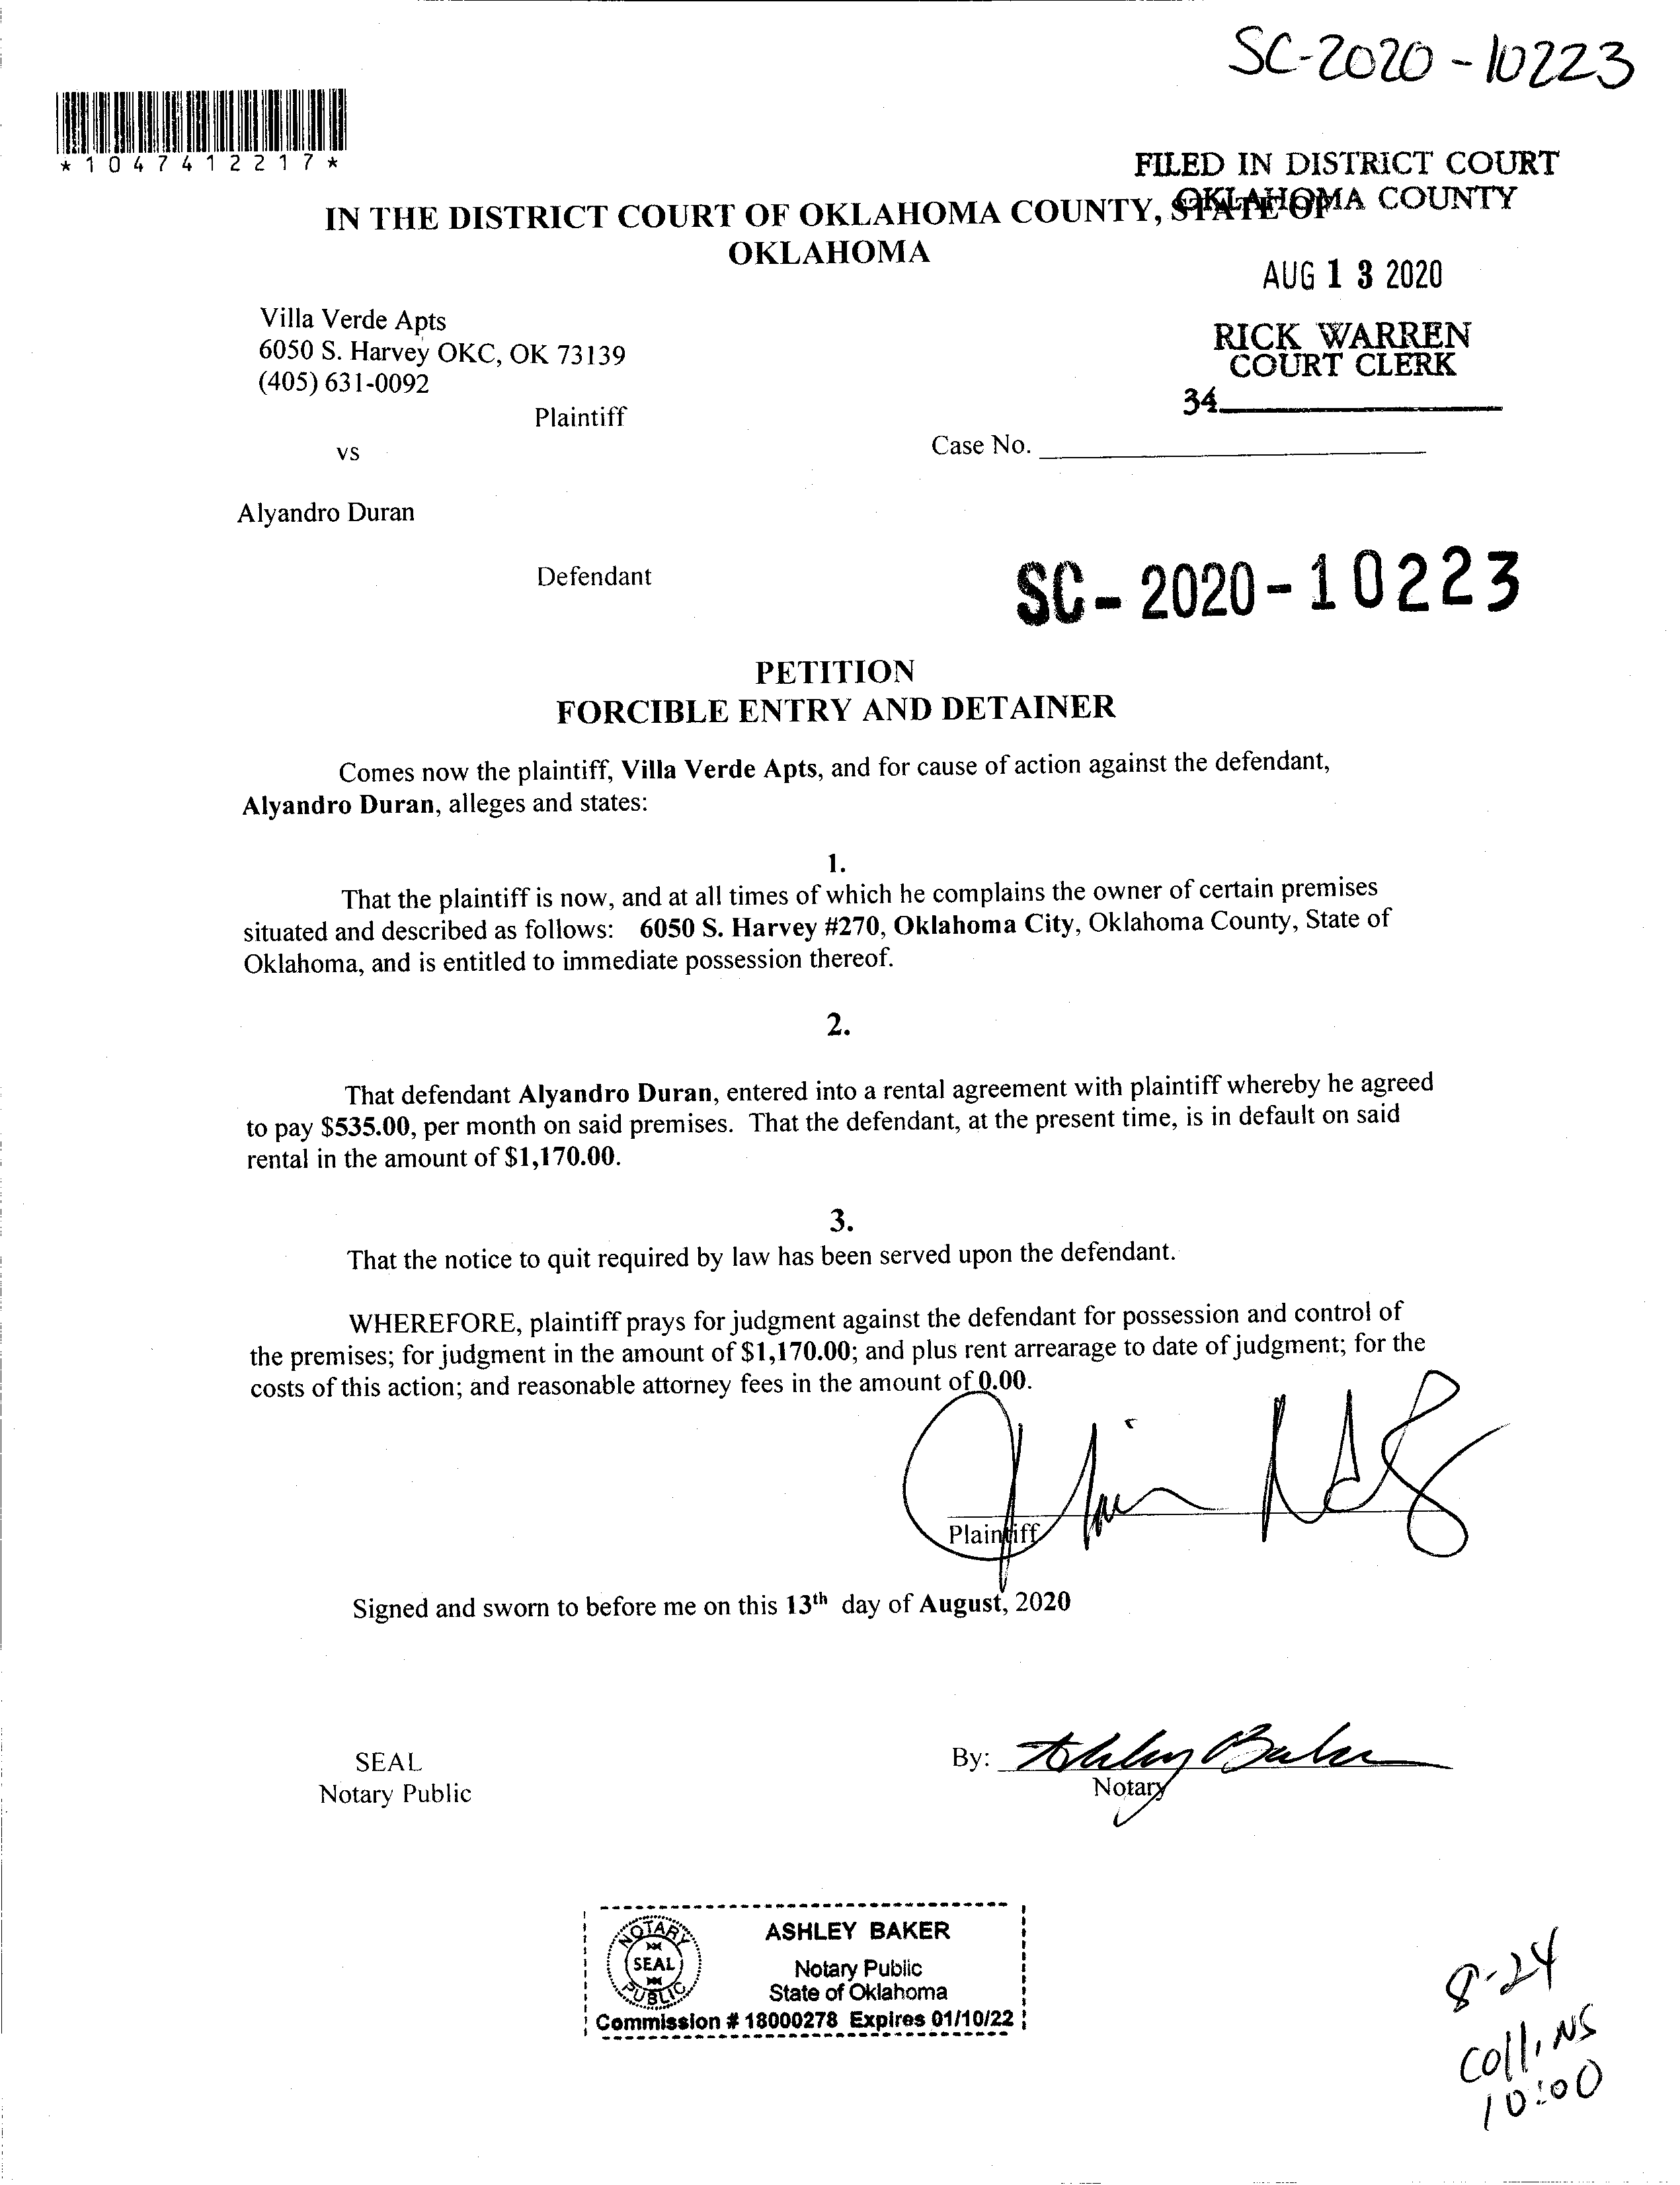 SC-2020-10223
*1047412217*
FILED IN DISTRICT COURT
OKLAHOMA COUNTY
IN THE DISTRICT COURT OF OKLAHOMA COUNTY, STATE OF
OKLAHOMA
AUG 13 2020
Villa Verde Apts
6050 S. Harvey OKC, OK 73139
(405) 631-0092
RICK WARREN
COURT CLERK
34
Plaintiff
vs
Case No.
Alyandro Duran
Defendant
SC-2020-10223
PETITION
FORCIBLE ENTRY AND DETAINER
Comes now the plaintiff, Villa Verde Apts, and for cause of action against the defendant,
Alyandro Duran, alleges and states:
1.
That the plaintiff is now, and at all times of which he complains the owner of certain premises
situated and described as follows: 6050 S. Harvey #270, Oklahoma City, Oklahoma County, State of
Oklahoma, and is entitled to immediate possession thereof.
2.
That defendant Alyandro Duran, entered into a rental agreement with plaintiff whereby he agreed
to pay $535.00, per month on said premises. That the defendant, at the present time, is in default on said
rental in the amount of $1,170.00.
3.
That the notice to quit required by law has been served upon the defendant.
WHEREFORE, plaintiff prays for judgment against the defendant for possession and control of
the premises; for judgment in the amount of $1,170.00; and plus rent arrearage to date of judgment; for the
costs of this action; and reasonable attorney fees in the amount of 0.00.
Plaintiff
Signed and sworn to before me on this 13th day of August, 2020
SEAL
Notary Public
By: Ashley Baker
Notary
NOTARY
SEAL
PUBLIC
ASHLEY BAKER
Notary Public
State of Oklahoma
Commission # 18000278 Expires 01/10/22
8-24
Collins
10:00